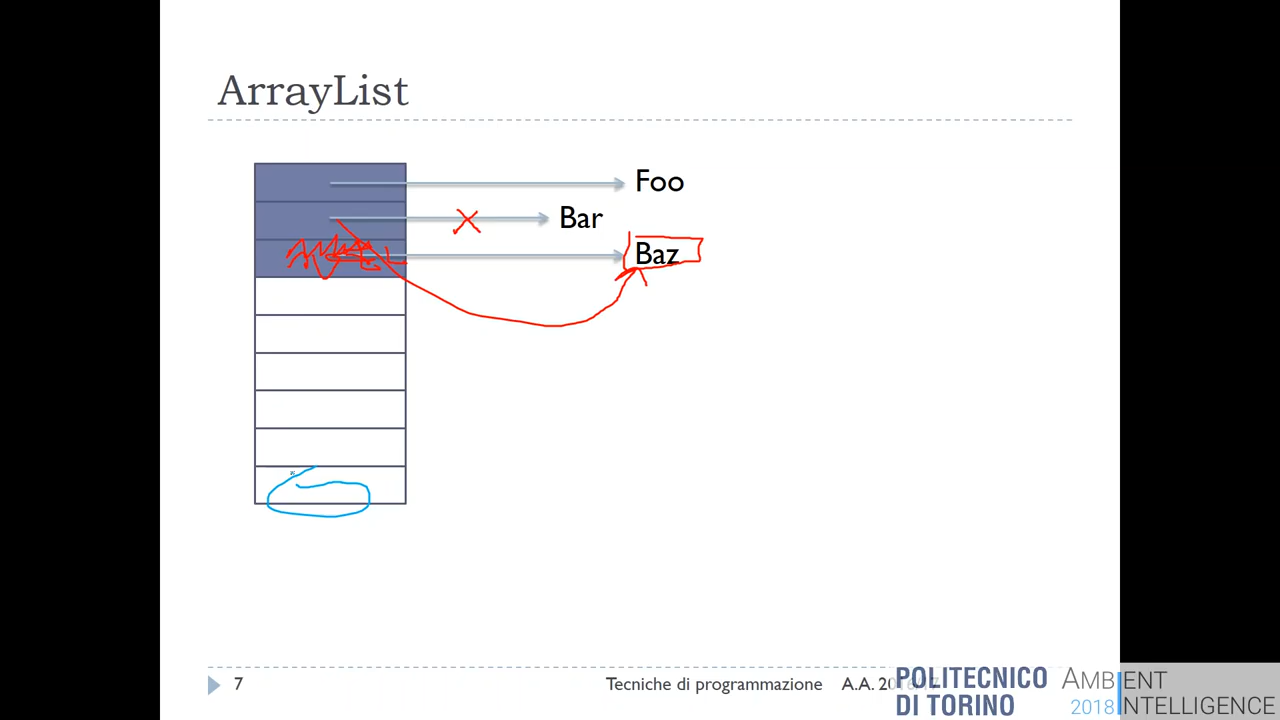 ArrayList
Foo
Bar
Baz
7
Tecniche di programmazione
A.A.
POLITECNICO
DI TORINO
AMBIENT
2018 INTELLIGENCE